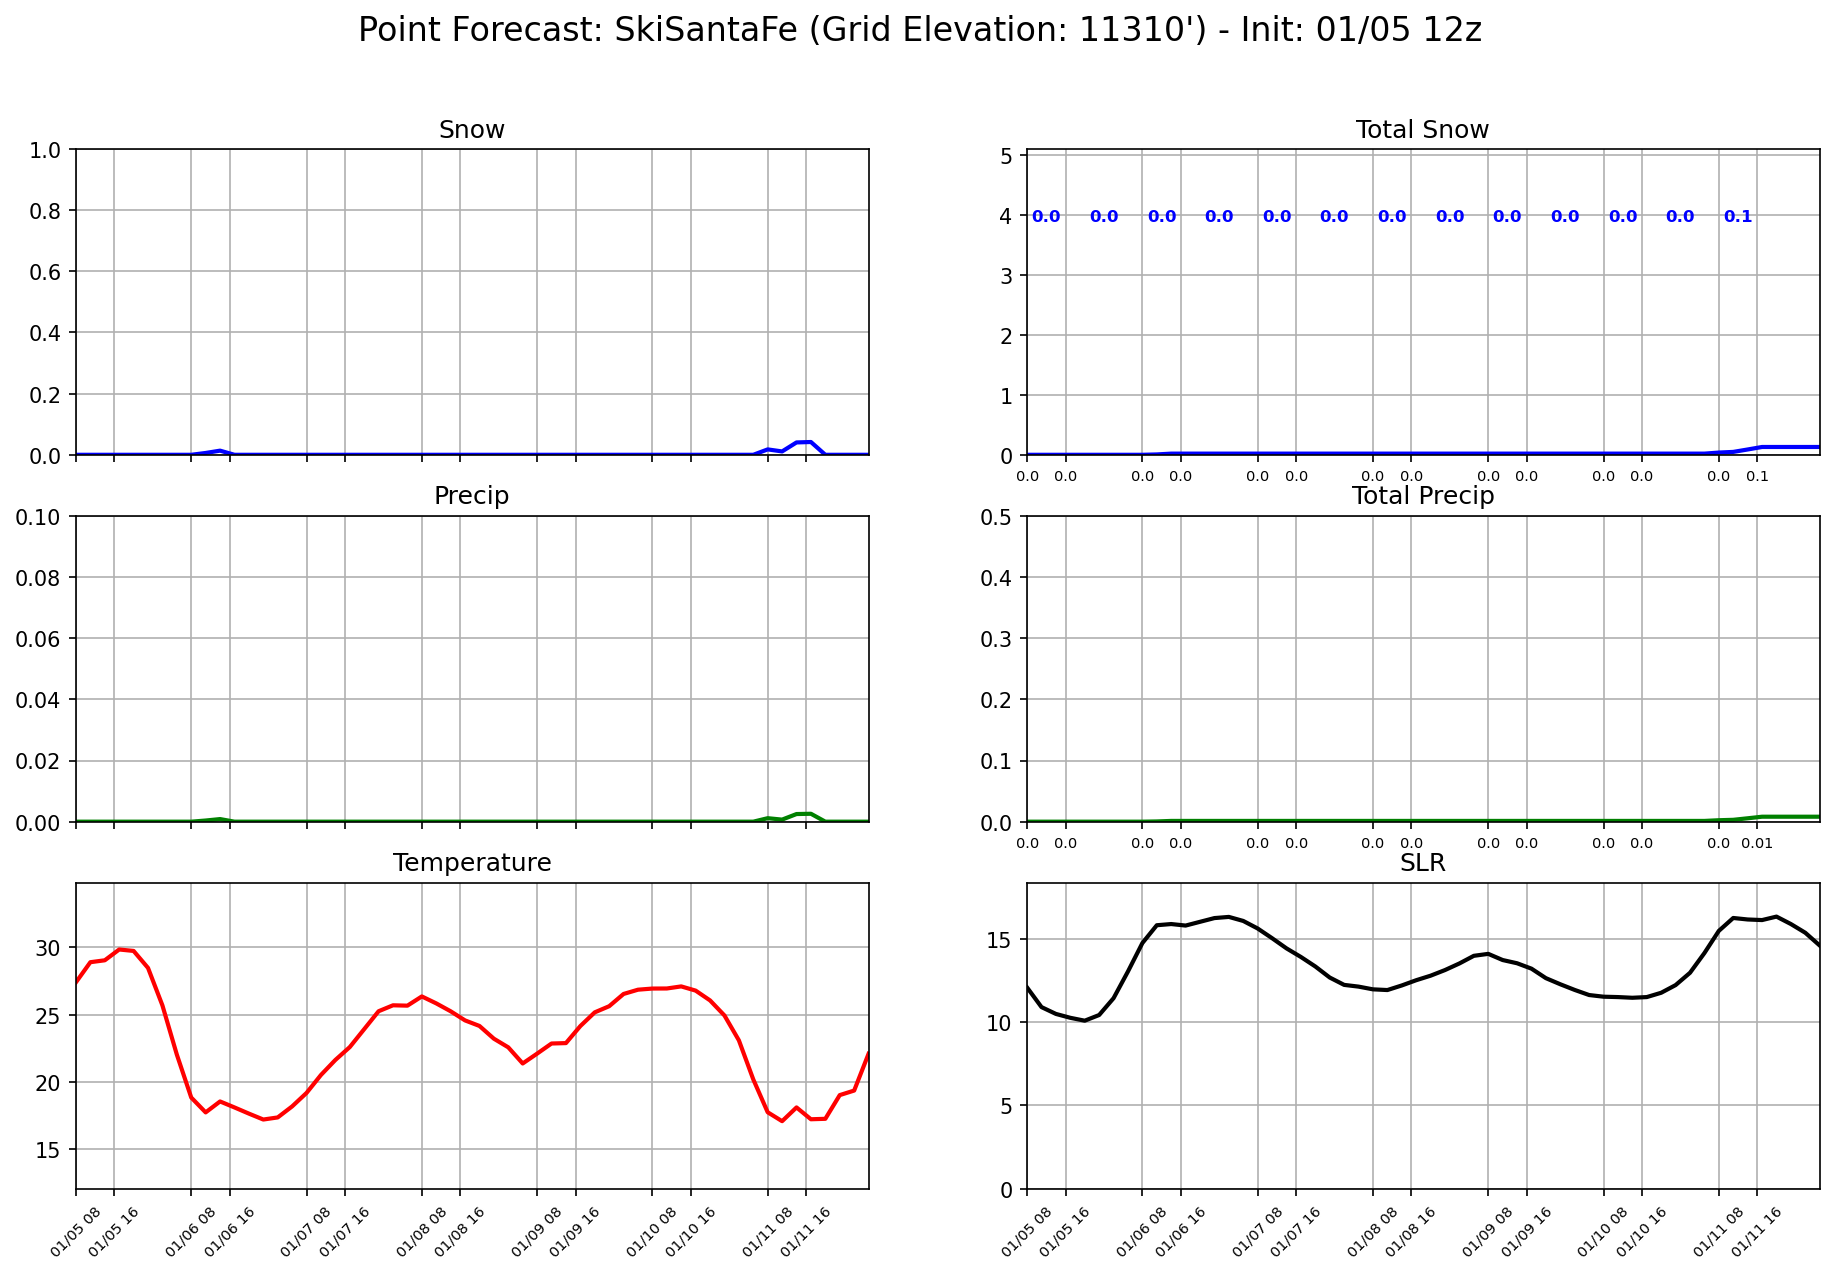 Point Forecast: SkiSantaFe (Grid Elevation: 11310') - Init: 01/05 12z
Snow
1.0
0.8
0.6
0.4
0.2
0.0
Total Snow
5
4
3
2
1
0
0.0 0.0 0.0 0.0 0.0 0.0 0.0 0.0 0.0 0.0 0.0 0.0 0.1
0.0 0.0 0.0 0.0 0.0 0.0 0.0 0.0 0.0 0.0 0.0 0.0 0.0 0.1
Precip
0.10
0.08
0.06
0.04
0.02
0.00
Total Precip
0.5
0.4
0.3
0.2
0.1
0.0
0.0 0.0 0.0 0.0 0.0 0.0 0.0 0.0 0.0 0.0 0.0 0.0 0.0 0.01
Temperature
30
25
20
15
01/05 08 01/05 16 01/06 08 01/06 16 01/07 08 01/07 16 01/08 08 01/08 16 01/09 08 01/09 16 01/10 08 01/10 16 01/11 08 01/11 16
SLR
15
10
5
0
01/05 08 01/05 16 01/06 08 01/06 16 01/07 08 01/07 16 01/08 08 01/08 16 01/09 08 01/09 16 01/10 08 01/10 16 01/11 08 01/11 16